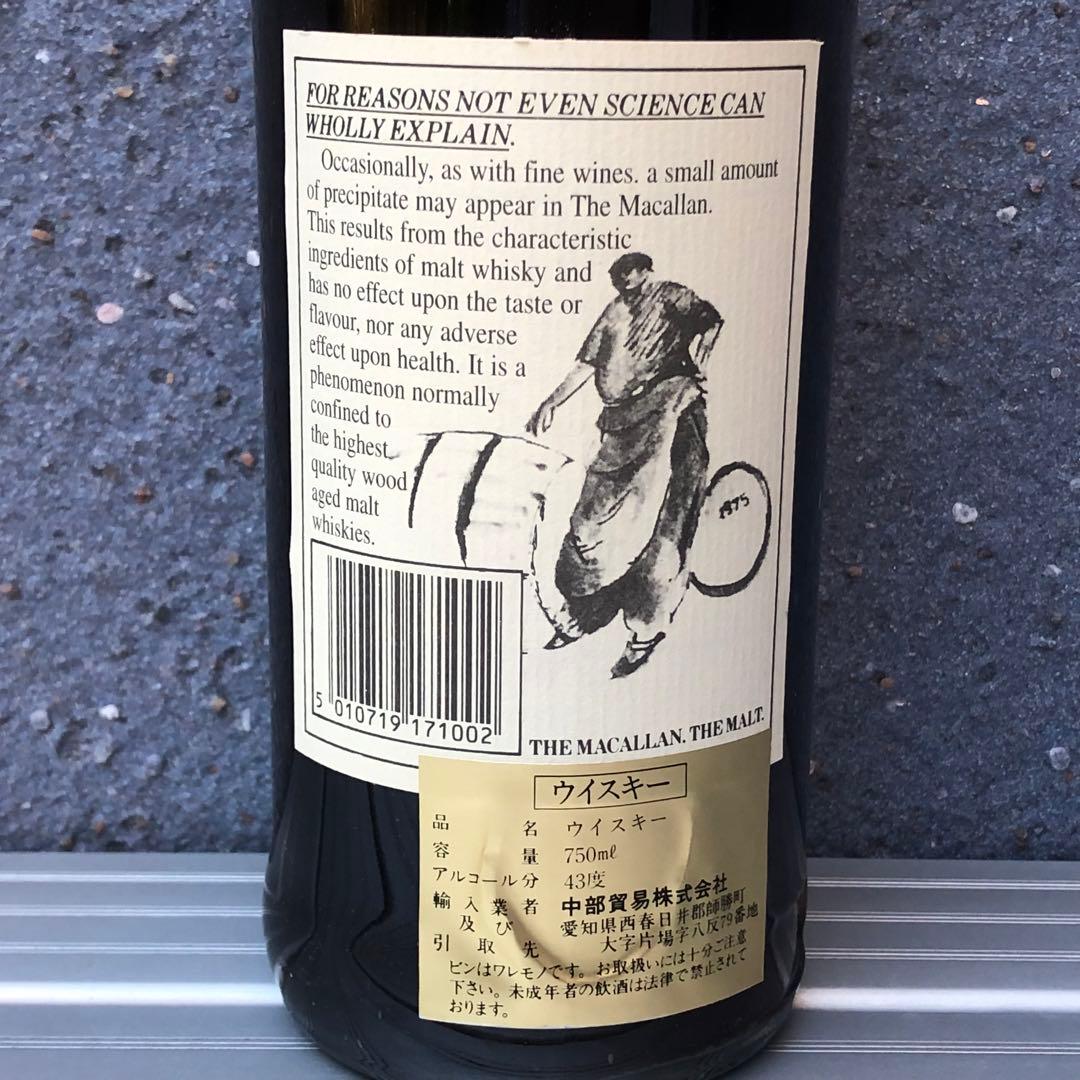 FOR REASONS NOT EVEN SCIENCE CAN
WHOLLY EXPLAIN.
Occasionally, as with fine wines. a small amount
of precipitate may appear in The Macallan.
This results from the characteristic
ingredients of malt whisky and
has no effect upon the taste or
flavour, nor any adverse
effect upon health. It is a
phenomenon normally
confined to
the highest
quality wood
aged malt
whiskies.
1975
5 010719 171002
THE MACALLAN. THE MALT.
ウイスキー
品名 ウイスキー
容量 750mℓ
アルコール分 43度
輸入業者 中部貿易株式会社
及び 愛知県西春日井郡師勝町
引取先 大字片場字八反79番地
ビンはワレモノです。お取扱いには十分ご注意
下さい。未成年者の飲酒は法律で禁止されて
おります。